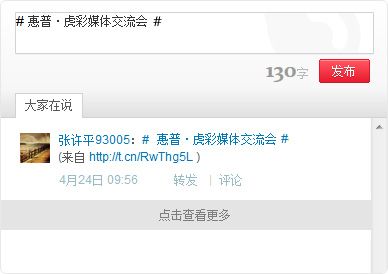 # 惠普·虎彩媒体交流会 #
130字 发布
大家在说
张许平93005：# 惠普·虎彩媒体交流会 #
(来自 http://t.cn/RwThg5L )
4月24日 09:56 转发 | 评论
点击查看更多